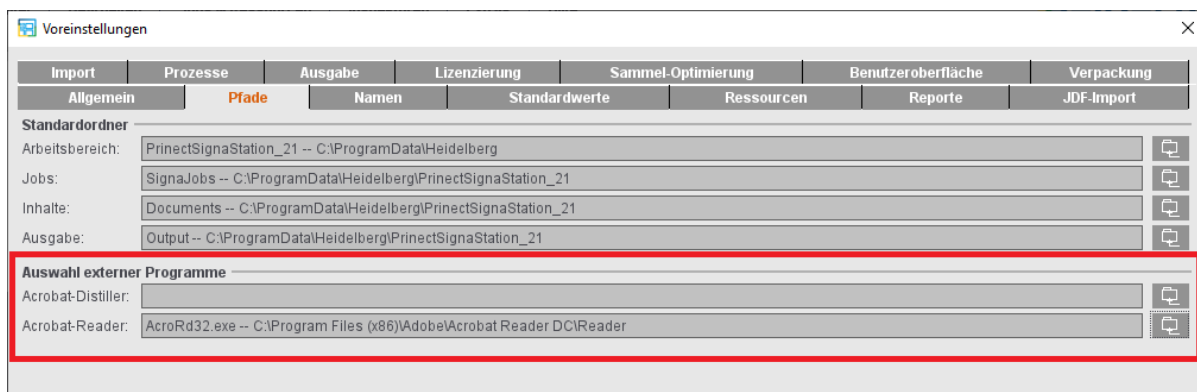 Voreinstellungen
Import Prozesse Ausgabe Lizenzierung Sammel-Optimierung Benutzeroberfläche Verpackung
Allgemein Pfade Namen Standardwerte Ressourcen Reporte JDF-Import
Standardordner
Arbeitsbereich: PrinectSignaStation_21 -- C:\ProgramData\Heidelberg
Jobs: SignaJobs -- C:\ProgramData\Heidelberg\PrinectSignaStation_21
Inhalte: Documents -- C:\ProgramData\Heidelberg\PrinectSignaStation_21
Ausgabe: Output -- C:\ProgramData\Heidelberg\PrinectSignaStation_21
Auswahl externer Programme
Acrobat-Distiller:
Acrobat-Reader: AcroRd32.exe -- C:\Program Files (x86)\Adobe\Acrobat Reader DC\Reader